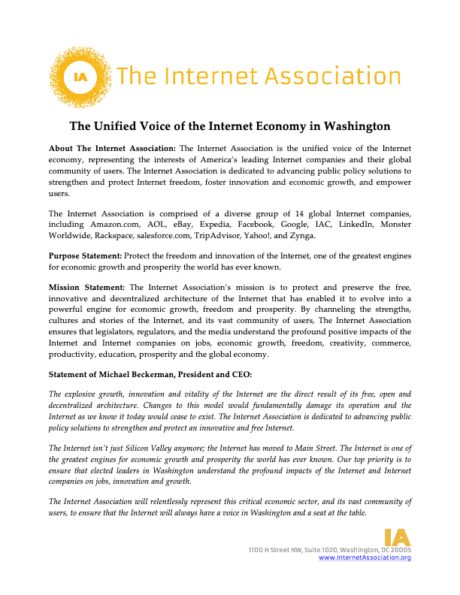 IA
The Internet Association
The Unified Voice of the Internet Economy in Washington
About The Internet Association: The Internet Association is the unified voice of the Internet
economy, representing the interests of America's leading Internet companies and their global
community of users. The Internet Association is dedicated to advancing public policy solutions to
strengthen and protect Internet freedom, foster innovation and economic growth, and empower
users.
The Internet Association is comprised of a diverse group of 14 global Internet companies,
including Amazon.com, AOL, eBay, Expedia, Facebook, Google, IAC, LinkedIn, Monster
Worldwide, Rackspace, salesforce.com, TripAdvisor, Yahoo!, and Zynga.
Purpose Statement: Protect the freedom and innovation of the Internet, one of the greatest engines
for economic growth and prosperity the world has ever known.
Mission Statement: The Internet Association's mission is to protect and preserve the free,
innovative and decentralized architecture of the Internet that has enabled it to evolve into a
powerful engine for economic growth, freedom and prosperity. By channeling the strengths,
cultures and stories of the Internet, and its vast community of users, The Internet Association
ensures that legislators, regulators, and the media understand the profound positive impacts of the
Internet and Internet companies on jobs, economic growth, freedom, creativity, commerce,
productivity, education, prosperity and the global economy.
Statement of Michael Beckerman, President and CEO:
The explosive growth, innovation and vitality of the Internet are the direct result of its free, open and
decentralized architecture. Changes to this model would fundamentally damage its operation and the
Internet as we know it today would cease to exist. The Internet Association is dedicated to advancing public
policy solutions to strengthen and protect an innovative and free Internet.
The Internet isn't just Silicon Valley anymore; the Internet has moved to Main Street. The Internet is one of
the greatest engines for economic growth and prosperity the world has ever known. Our top priority is to
ensure that elected leaders in Washington understand the profound impacts of the Internet and Internet
companies on jobs, innovation and growth.
The Internet Association will relentlessly represent this critical economic sector, and its vast community of
users, to ensure that the Internet will always have a voice in Washington and a seat at the table.
IA
1100 H Street NW, Suite 1020, Washington, DC 20005
www.InternetAssociation.org